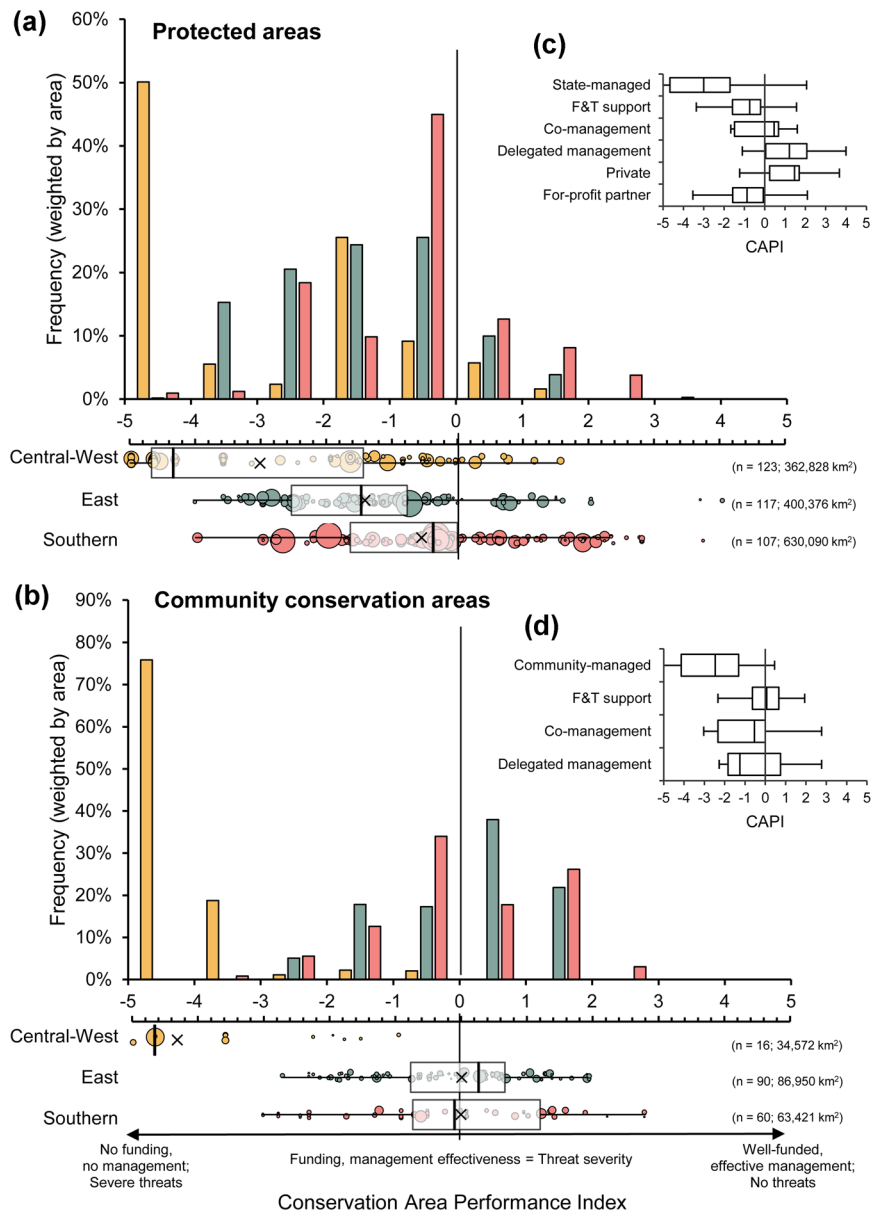 (a)
Protected areas
Frequency (weighted by area)
60%
50%
40%
30%
20%
10%
0%
-5 -4 -3 -2 -1 0 1 2 3 4 5
Central-West
(n = 123; 362,828 km²)
East
(n = 117; 400,376 km²)
Southern
(n = 107; 630,090 km²)
(c)
State-managed
F&T support
Co-management
Delegated management
Private
For-profit partner
-5 -4 -3 -2 -1 0 1 2 3 4 5
CAPI
(b)
Community conservation areas
Frequency (weighted by area)
90%
80%
70%
60%
50%
40%
30%
20%
10%
0%
-5 -4 -3 -2 -1 0 1 2 3 4 5
Central-West
(n = 16; 34,572 km²)
East
(n = 90; 86,950 km²)
Southern
(n = 60; 63,421 km²)
(d)
Community-managed
F&T support
Co-management
Delegated management
-5 -4 -3 -2 -1 0 1 2 3 4 5
CAPI
No funding,
no management;
Severe threats
Funding, management effectiveness = Threat severity
Well-funded,
effective management;
No threats
Conservation Area Performance Index